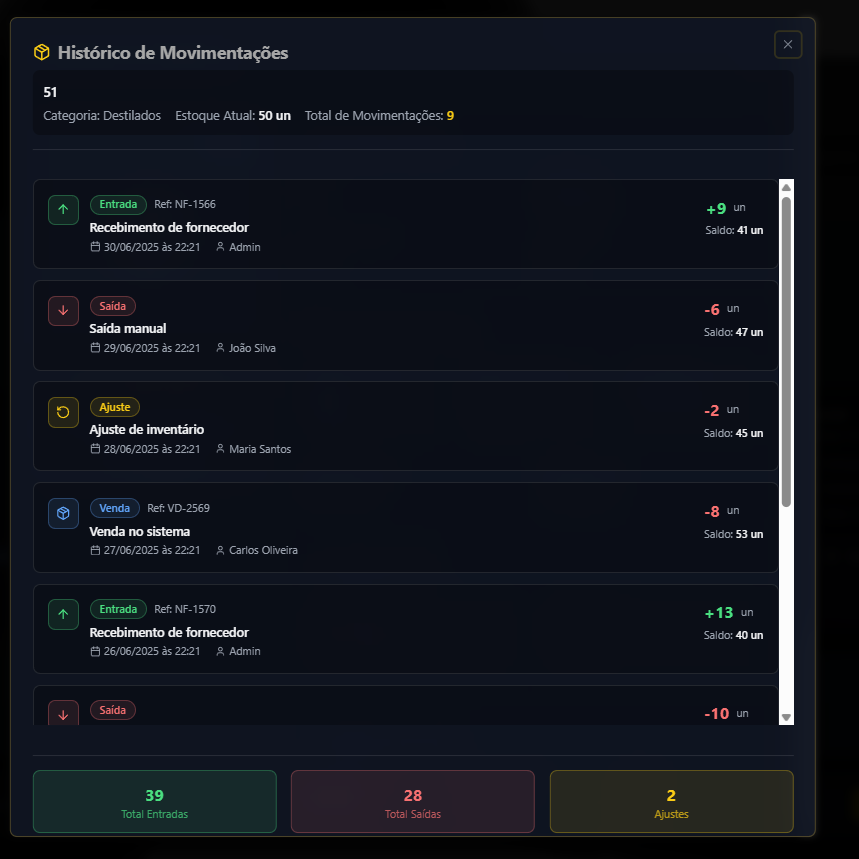 Histórico de Movimentações
51
Categoria: Destilados Estoque Atual: 50 un Total de Movimentações: 9
Entrada Ref: NF-1566 +9 un
Recebimento de fornecedor Saldo: 41 un
30/06/2025 às 22:21 Admin
Saída -6 un
Saída manual Saldo: 47 un
29/06/2025 às 22:21 João Silva
Ajuste -2 un
Ajuste de inventário Saldo: 45 un
28/06/2025 às 22:21 Maria Santos
Venda Ref: VD-2569 -8 un
Venda no sistema Saldo: 53 un
27/06/2025 às 22:21 Carlos Oliveira
Entrada Ref: NF-1570 +13 un
Recebimento de fornecedor Saldo: 40 un
26/06/2025 às 22:21 Admin
Saída -10 un
39 28 2
Total Entradas Total Saídas Ajustes